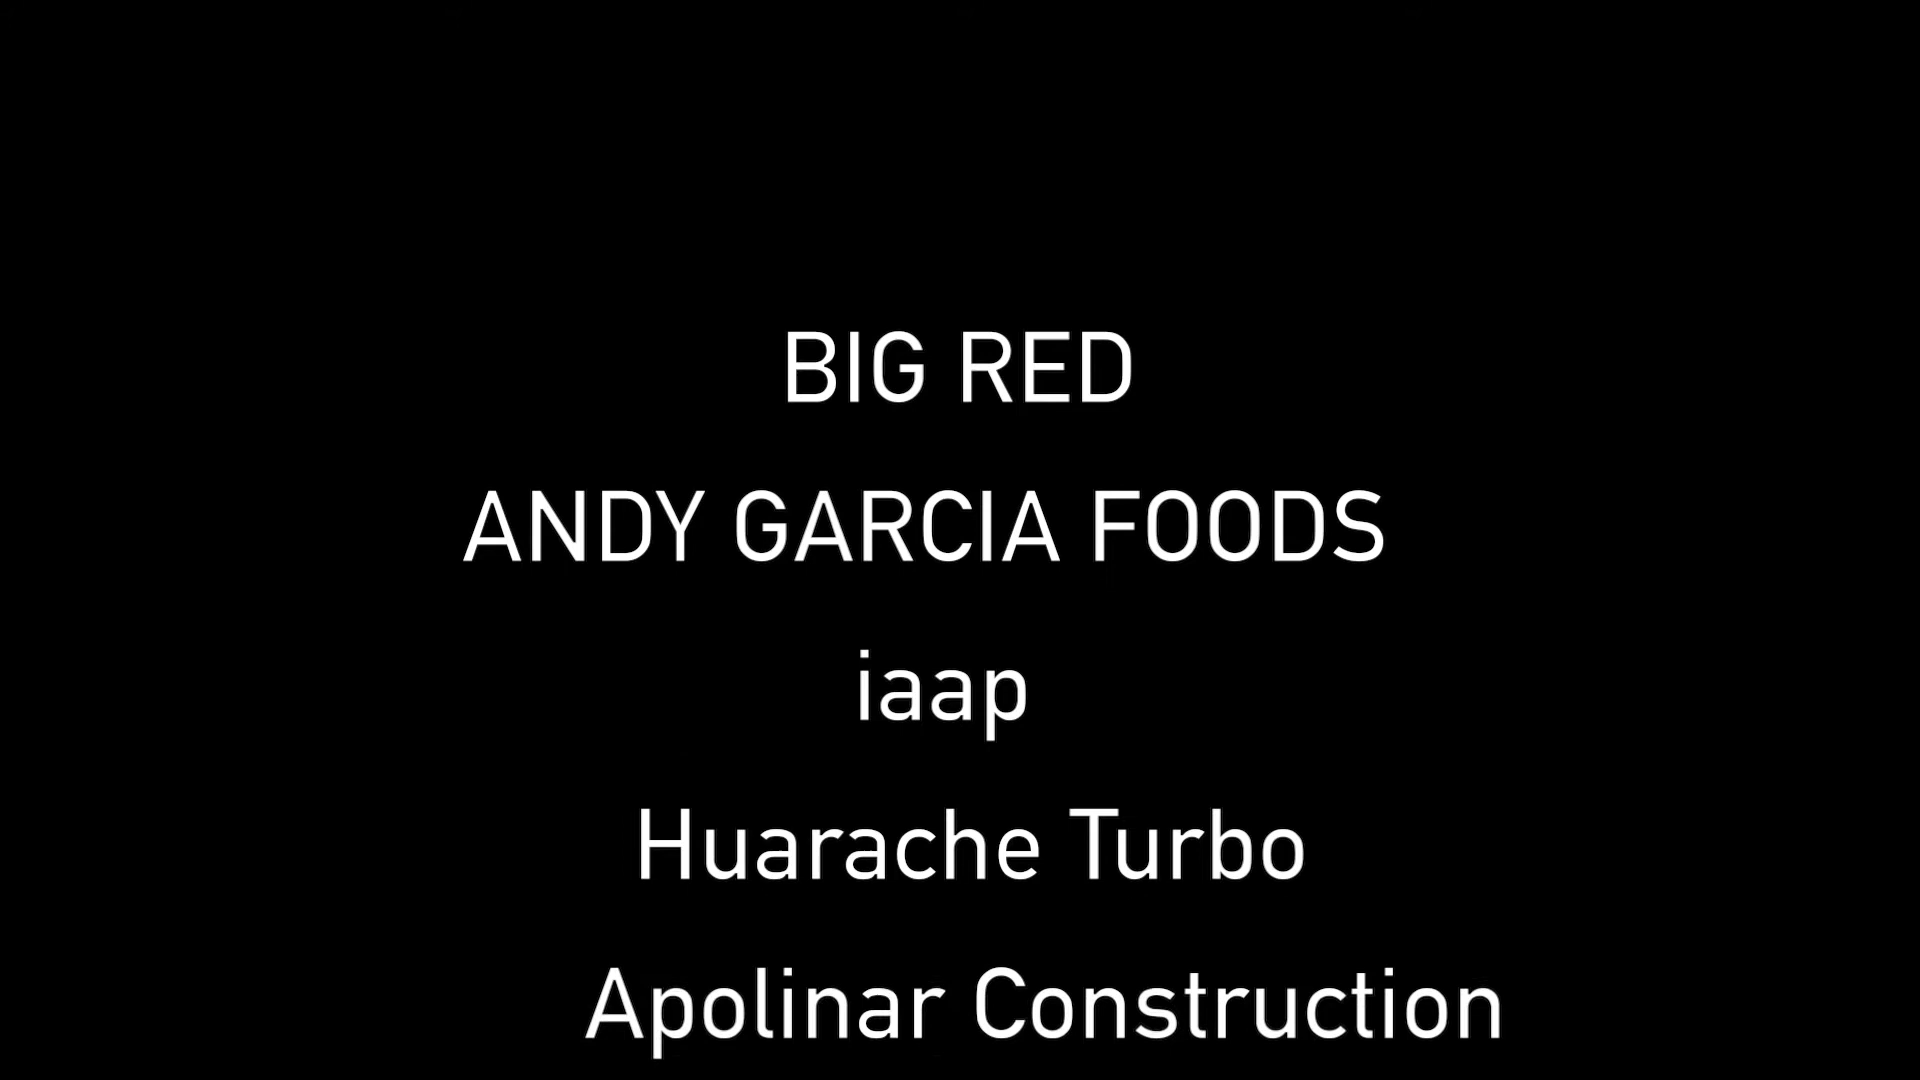 BIG RED
ANDY GARCIA FOODS
iaap
Huarache Turbo
Apolinar Construction